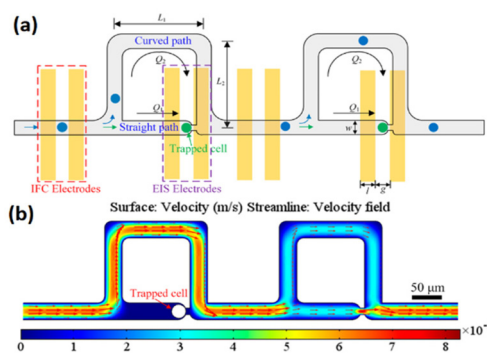 (a)
L₁
Curved path
Q₂
L₂
Q₂
Q₁
Straight path
Q₁
w
Trapped cell
IFC Electrodes
EIS Electrodes
l
g
(b)
Surface: Velocity (m/s) Streamline: Velocity field
Trapped cell
50 μm
0 1 2 3 4 5 6 7 8